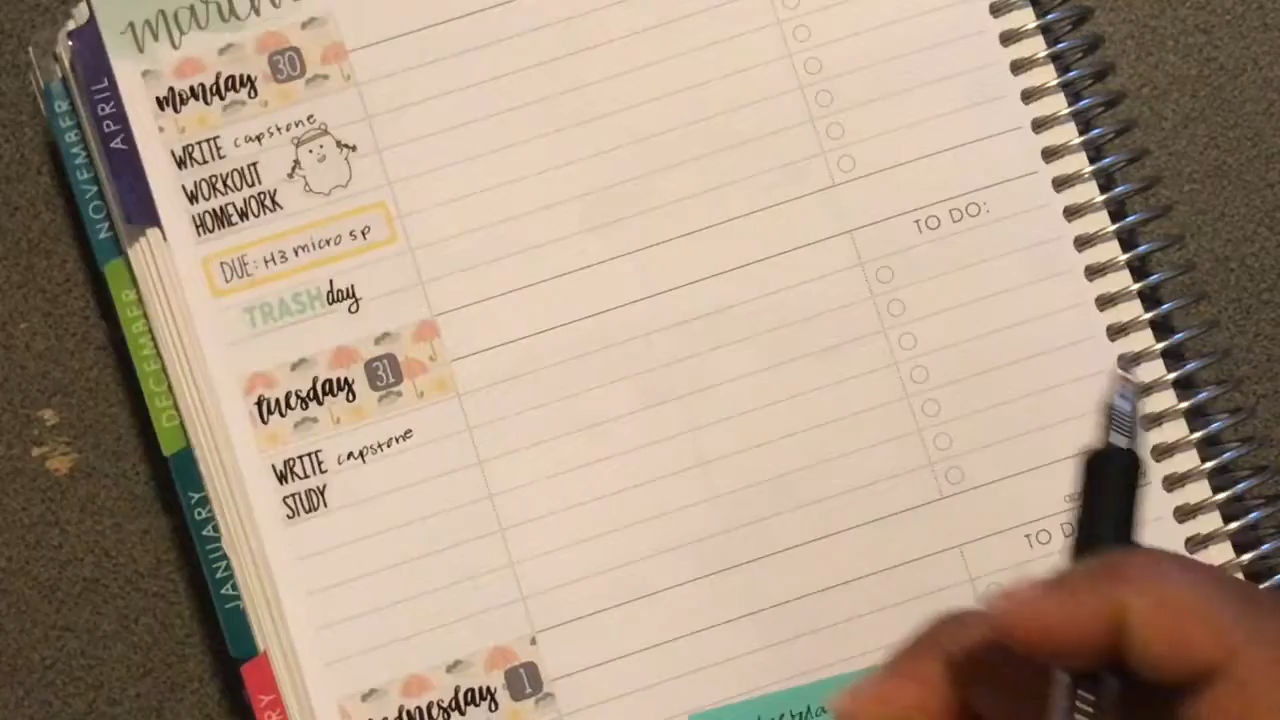 march
monday 30
WRITE capstone
WORKOUT
HOMEWORK
DUE: H3 micro sp
TRASH day
tuesday 31
WRITE capstone
STUDY
wednesday 1
TO DO:
TO D
APRIL
NOVEMBER
DECEMBER
JANUARY
RY